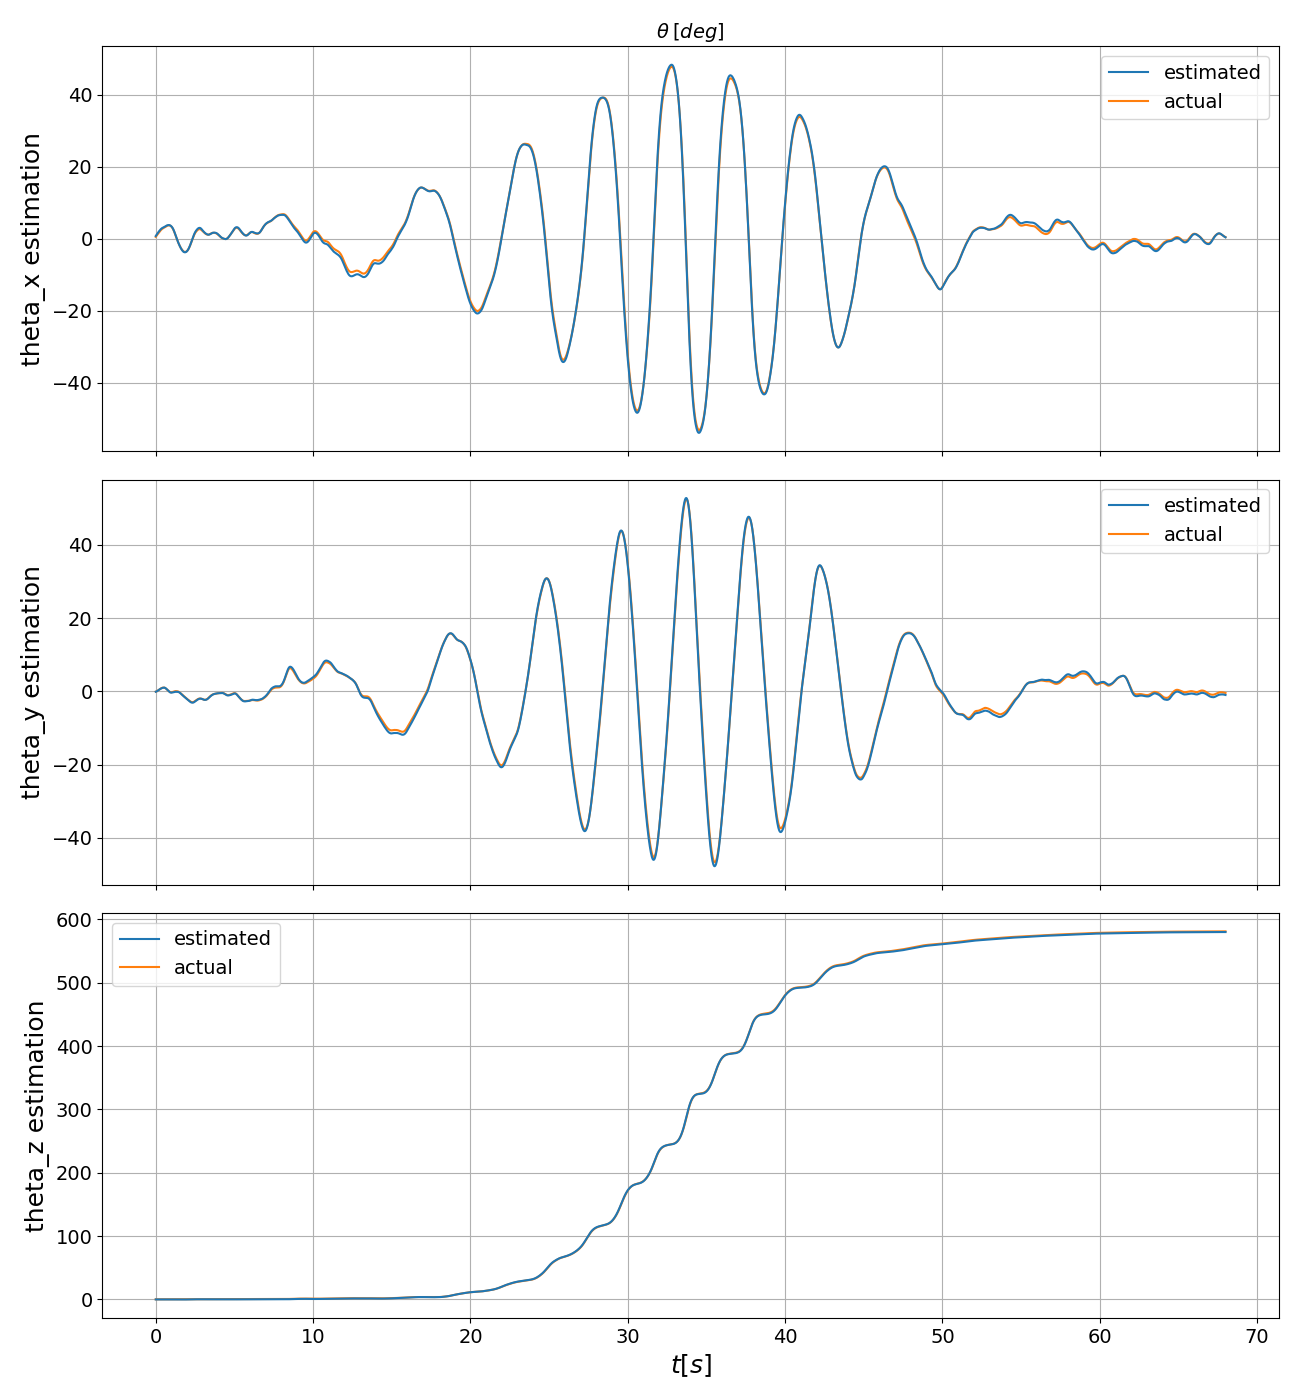 θ [deg]
theta_x estimation
40
20
0
−20
−40
estimated
actual
theta_y estimation
40
20
0
−20
−40
estimated
actual
theta_z estimation
600
500
400
300
200
100
0
estimated
actual
0 10 20 30 40 50 60 70
t[s]